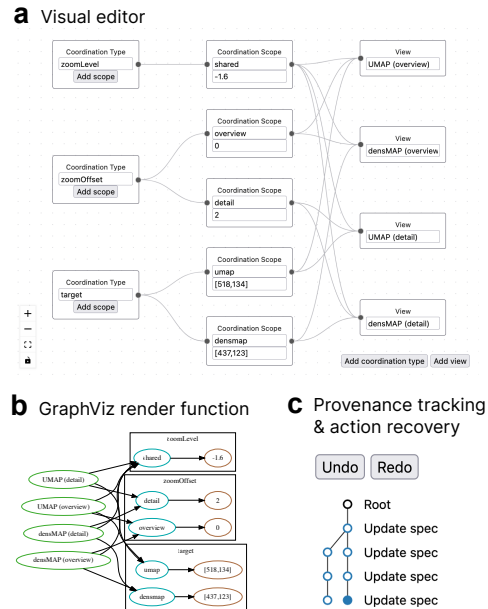 a Visual editor
Coordination Type
zoomLevel
Add scope
Coordination Scope
shared
-1.6
View
UMAP (overview)
Coordination Scope
overview
0
View
densMAP (overview
Coordination Type
zoomOffset
Add scope
Coordination Scope
detail
2
View
UMAP (detail)
Coordination Scope
umap
[518,134]
Coordination Type
target
Add scope
View
densMAP (detail)
Coordination Scope
densmap
[437,123]
Add coordination type Add view
b GraphViz render function
zoomLevel
shared -1.6
UMAP (detail)
zoomOffset
detail 2
UMAP (overview)
overview 0
densMAP (detail)
target
densMAP (overview)
umap [518,134]
densmap [437,123]
c Provenance tracking
& action recovery
Undo Redo
Root
Update spec
Update spec
Update spec
Update spec